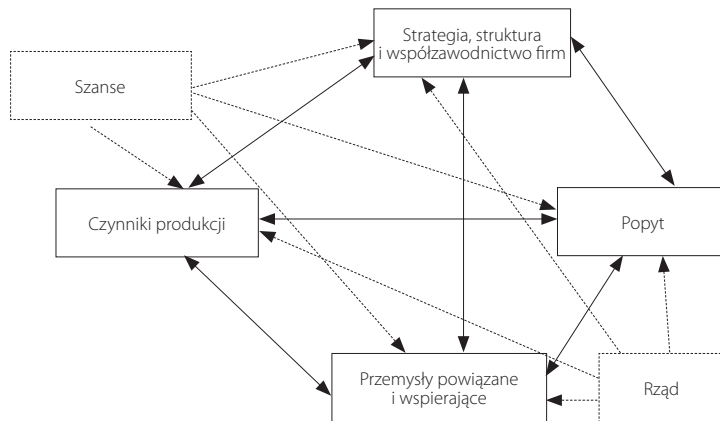 Strategia, struktura
i współzawodnictwo firm
Szanse
Czynniki produkcji
Popyt
Przemysły powiązane
i wspierające
Rząd